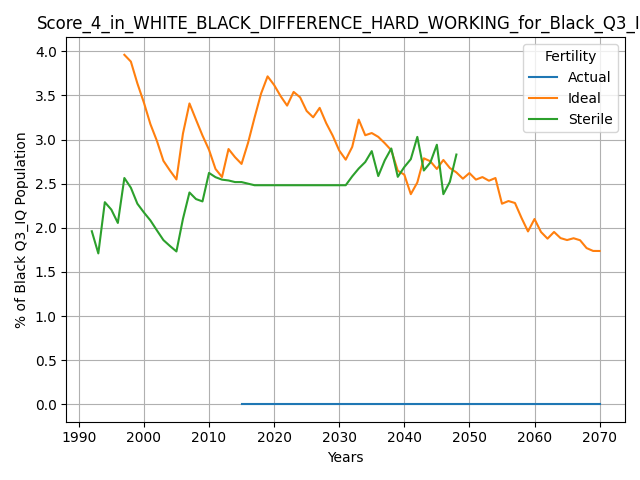 Score_4_in_WHITE_BLACK_DIFFERENCE_HARD_WORKING_for_Black_Q3_I
Fertility
Actual
Ideal
Sterile
% of Black Q3_IQ Population
4.0
3.5
3.0
2.5
2.0
1.5
1.0
0.5
0.0
1990 2000 2010 2020 2030 2040 2050 2060 2070
Years